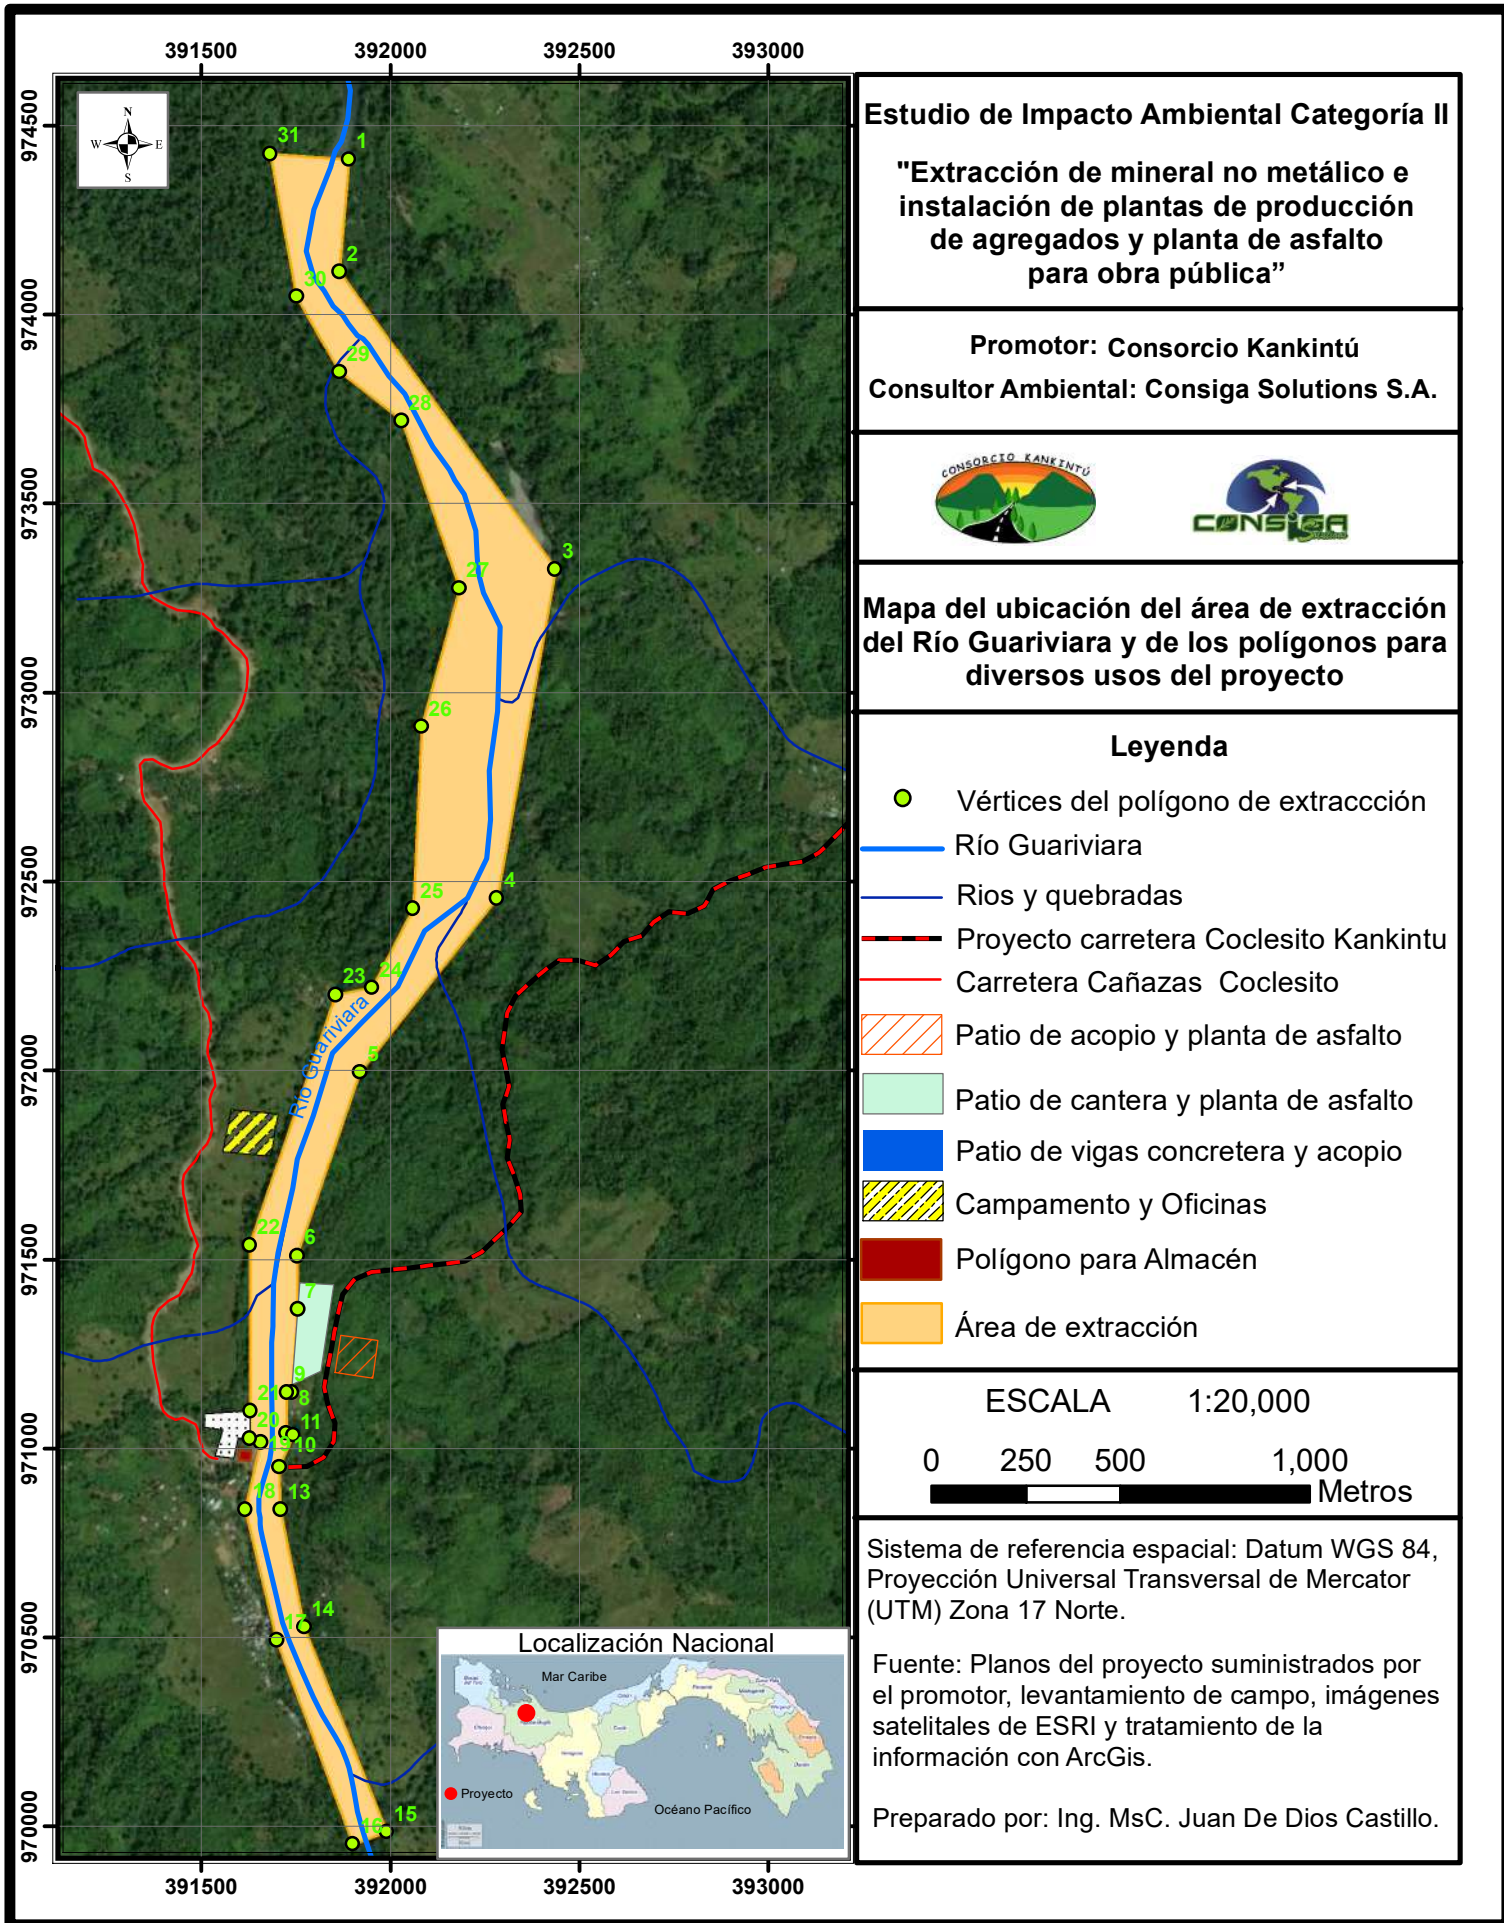 391500
392000
392500
393000
974500
974000
973500
973000
972500
972000
971500
971000
970500
970000
N
W
E
S
31
1
2
30
29
28
3
27
26
4
25
24
23
5
22
6
7
9
21
8
20
11
19
10
18
13
17
14
16
15
Río Guariviara
391500
392000
392500
393000
Localización Nacional
Mar Caribe
Océano Pacífico
Proyecto
Estudio de Impacto Ambiental Categoría II
"Extracción de mineral no metálico e
instalación de plantas de producción
de agregados y planta de asfalto
para obra pública”
Promotor: Consorcio Kankintú
Consultor Ambiental: Consiga Solutions S.A.
CONSORCIO KANKINTÚ
CONSIGA
Solutions
Mapa del ubicación del área de extracción
del Río Guariviara y de los polígonos para
diversos usos del proyecto
Leyenda
Vértices del polígono de extraccción
Río Guariviara
Rios y quebradas
Proyecto carretera Coclesito Kankintu
Carretera Cañazas Coclesito
Patio de acopio y planta de asfalto
Patio de cantera y planta de asfalto
Patio de vigas concretera y acopio
Campamento y Oficinas
Polígono para Almacén
Área de extracción
ESCALA 1:20,000
0 250 500 1,000
Metros
Sistema de referencia espacial: Datum WGS 84,
Proyección Universal Transversal de Mercator
(UTM) Zona 17 Norte.
Fuente: Planos del proyecto suministrados por
el promotor, levantamiento de campo, imágenes
satelitales de ESRI y tratamiento de la
información con ArcGis.
Preparado por: Ing. MsC. Juan De Dios Castillo.